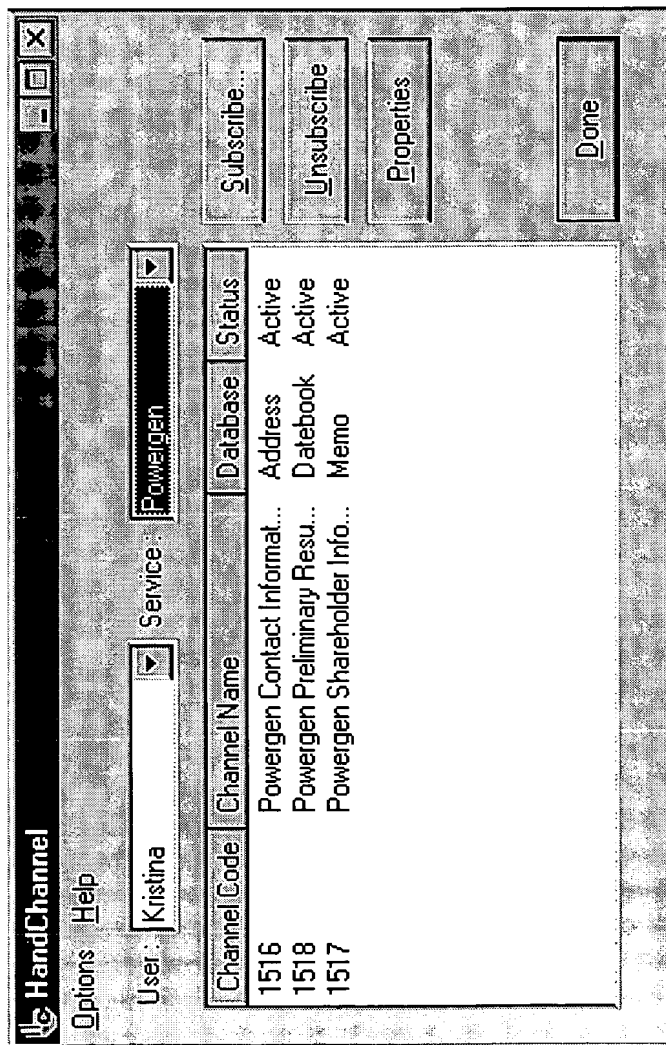 HandChannel
Options Help
User : Kristina Service : Powergen
Channel Code Channel Name Database Status
1516 Powergen Contact Informat... Address Active
1518 Powergen Preliminary Resu... Datebook Active
1517 Powergen Shareholder Info... Memo Active
Subscribe...
Unsubscribe
Properties
Done